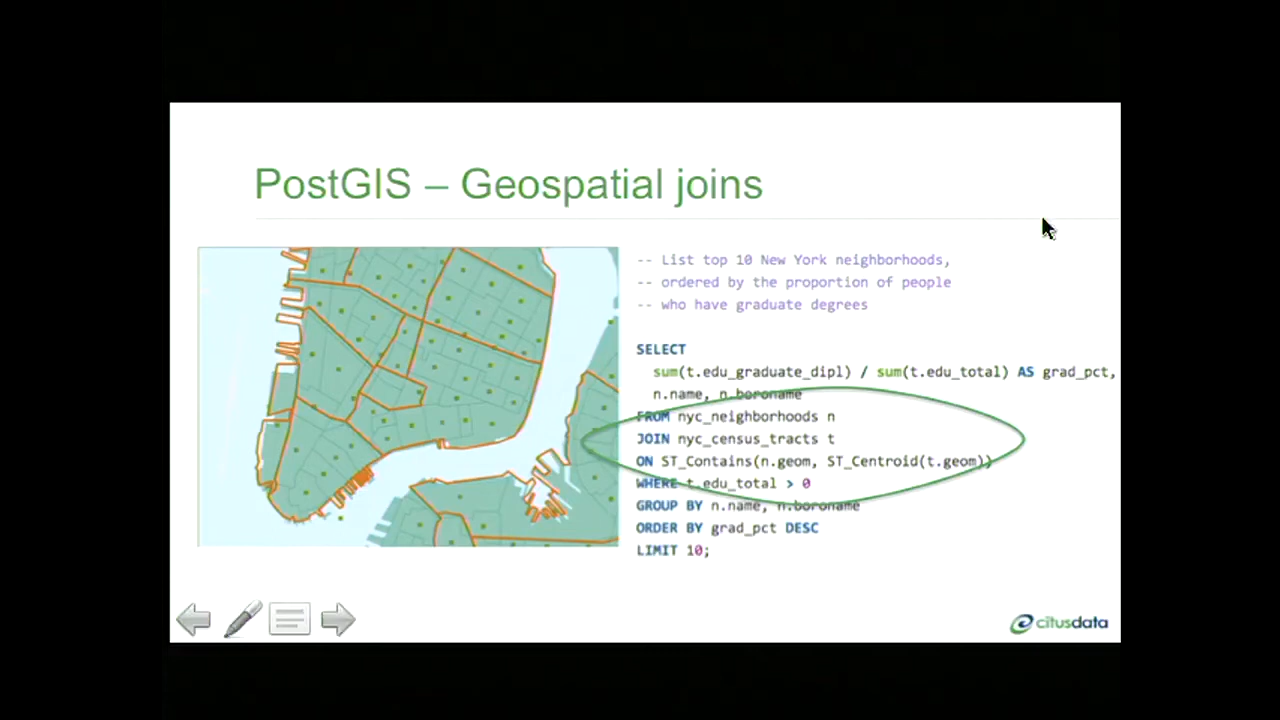 PostGIS – Geospatial joins
-- List top 10 New York neighborhoods,
-- ordered by the proportion of people
-- who have graduate degrees
SELECT
sum(t.edu_graduate_dipl) / sum(t.edu_total) AS grad_pct,
n.name, n.boroname
FROM nyc_neighborhoods n
JOIN nyc_census_tracts t
ON ST_Contains(n.geom, ST_Centroid(t.geom))
WHERE t.edu_total > 0
GROUP BY n.name, n.boroname
ORDER BY grad_pct DESC
LIMIT 10;
citusdata